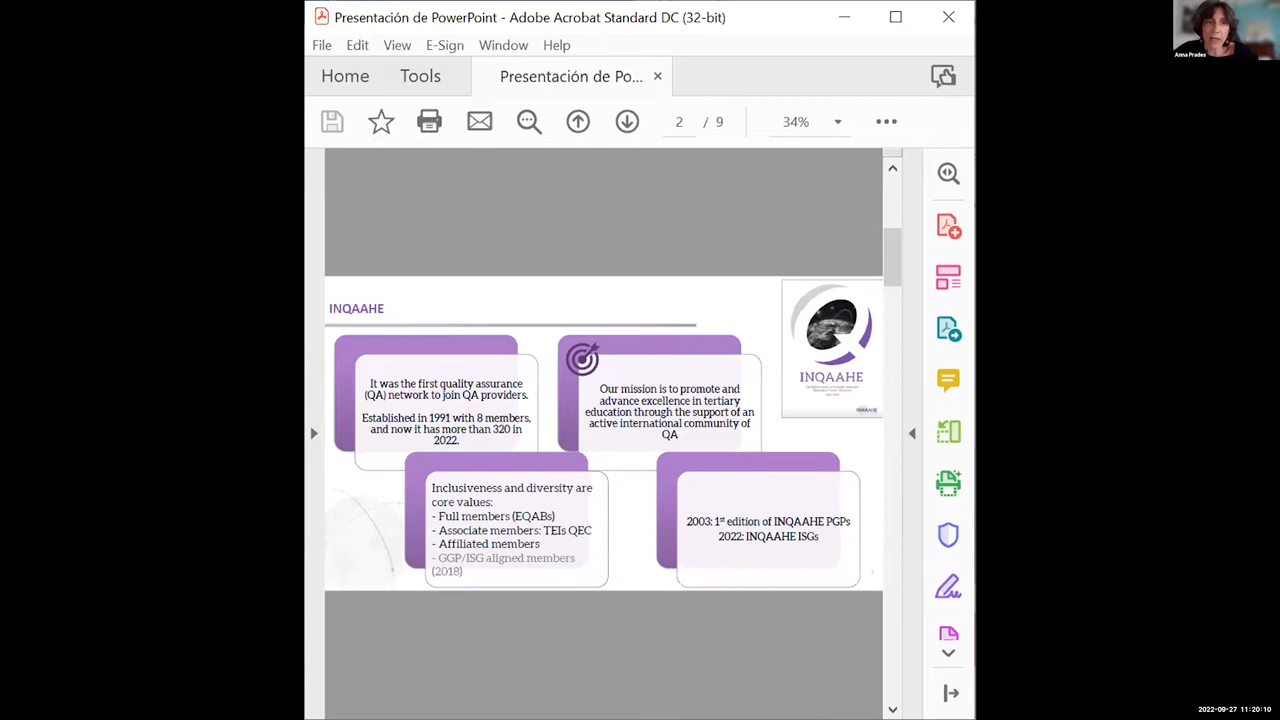 Presentación de PowerPoint - Adobe Acrobat Standard DC (32-bit)
Anna Prades
File Edit View E-Sign Window Help
Home Tools Presentación de Po... ×
2 / 9 34%
INQAAHE
It was the first quality assurance
(QA) network to join QA providers.
Established in 1991 with 8 members,
and now it has more than 320 in
2022.
Our mission is to promote and
advance excellence in tertiary
education through the support of an
active international community of
QA
INQAAHE
INQAAHE
Inclusiveness and diversity are
core values:
- Full members (EQABs)
- Associate members: TEIs QEC
- Affiliated members
- GGP/ISG aligned members
(2018)
2003: 1st edition of INQAAHE PGPs
2022: INQAAHE ISGs
2022-09-27 11:20:10